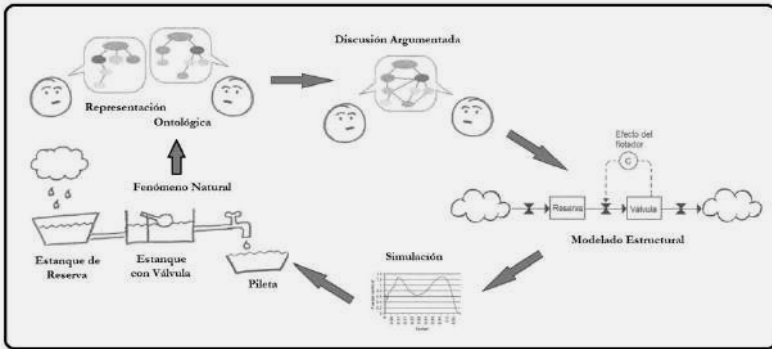 Discusión Argumentada
Representación
Ontológica
Efecto del
flotador
C
Fenómeno Natural
Reserva
Válvula
Modelado Estructural
Estanque de
Reserva
Estanque
con Válvula
Pileta
Simulación